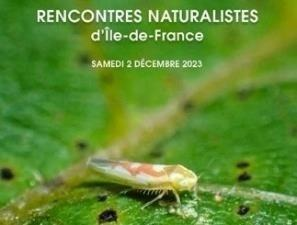 RENCONTRES NATURALISTES
d'Île-de-France
SAMEDI 2 DÉCEMBRE 2023